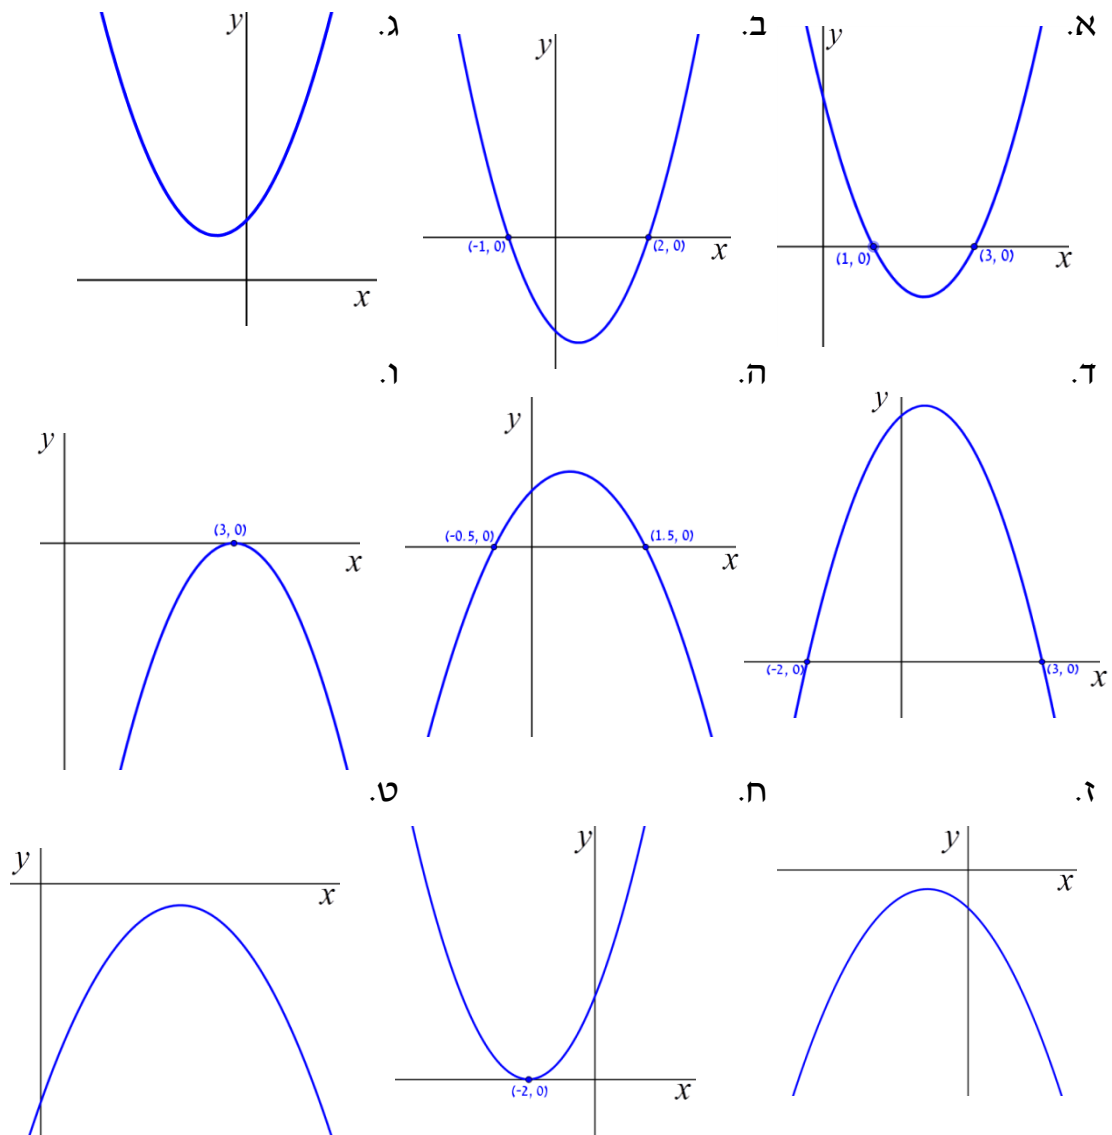 א.
y
(1, 0)
(3, 0)
x
ב.
y
(-1, 0)
(2, 0)
x
ג.
y
x
ד.
y
(-2, 0)
(3, 0)
x
ה.
y
(-0.5, 0)
(1.5, 0)
x
ו.
y
(3, 0)
x
ז.
y
x
ח.
y
(-2, 0)
x
ט.
y
x